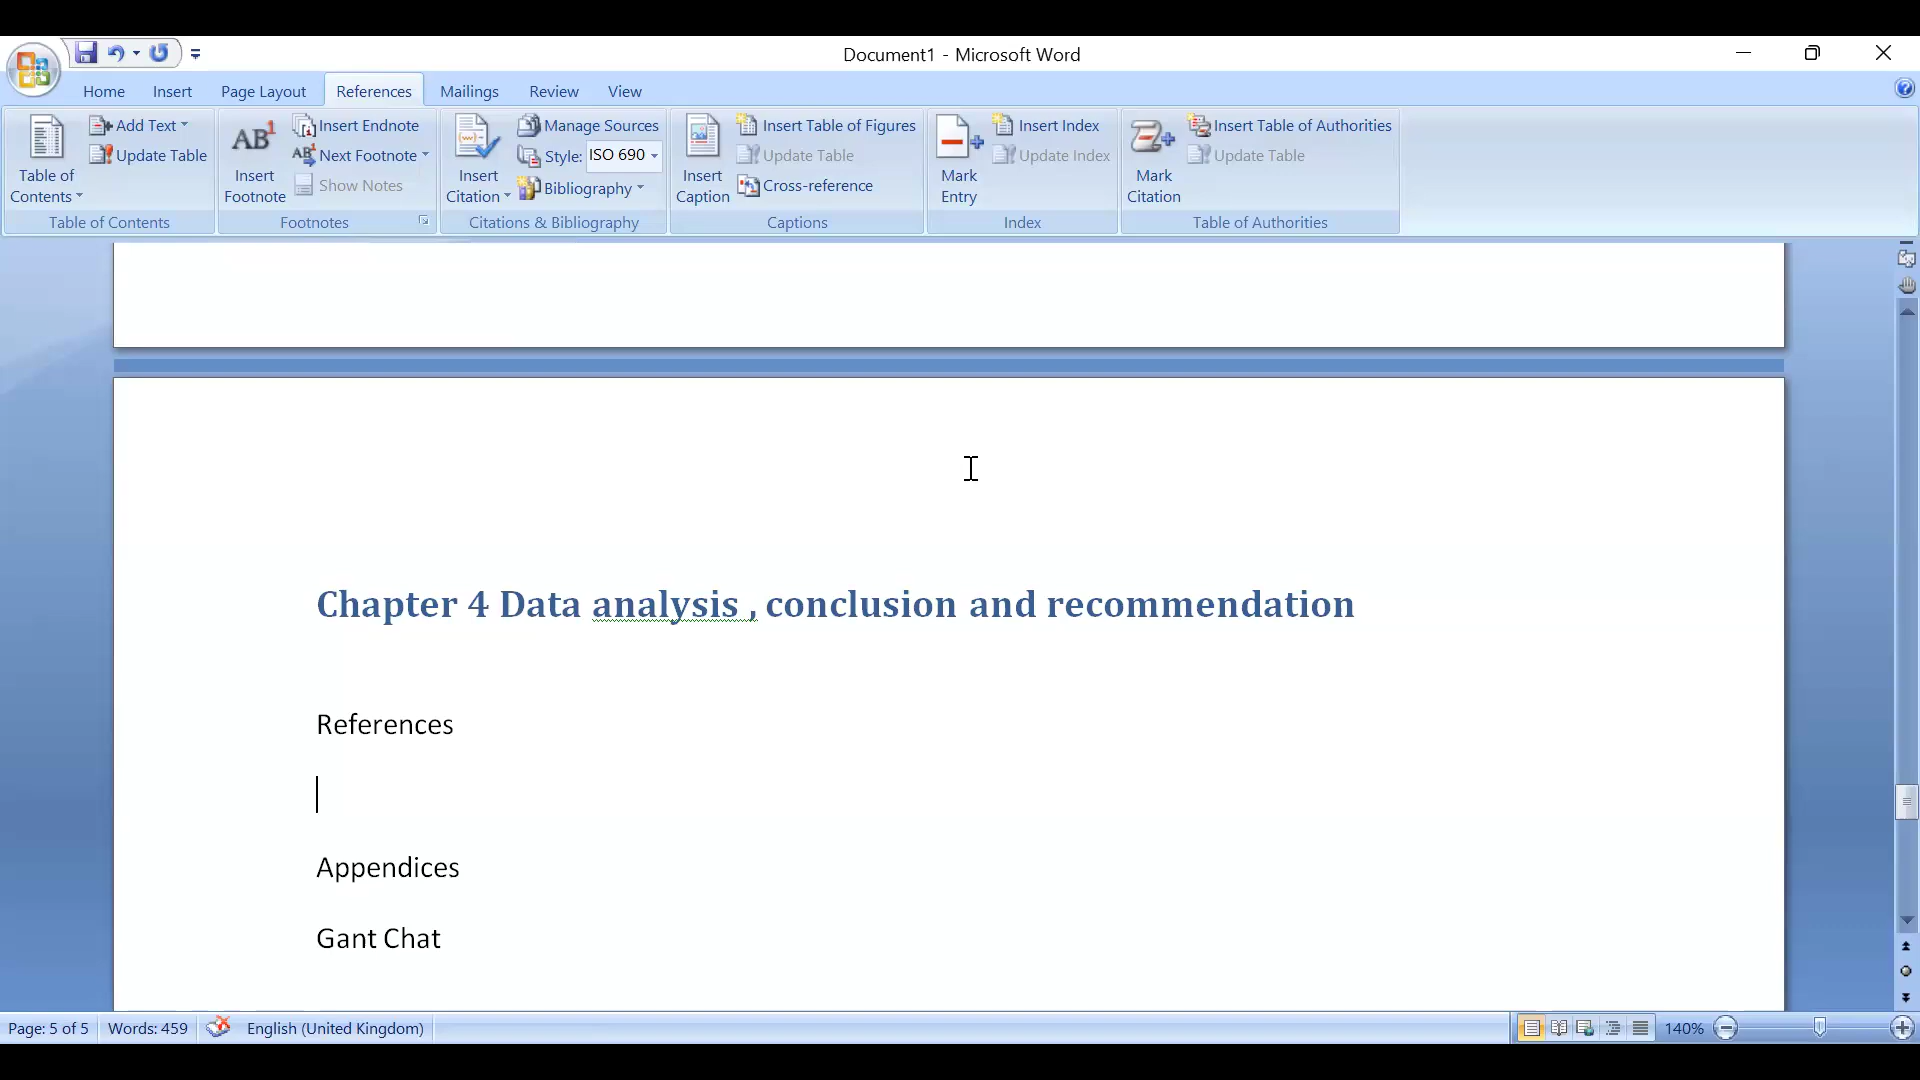 Document1 - Microsoft Word
Home Insert Page Layout References Mailings Review View
Table of Contents
Add Text
Update Table
Table of Contents
AB1
Insert Footnote
Insert Endnote
AB Next Footnote
Show Notes
Footnotes
Insert Citation
Manage Sources
Style: ISO 690
Bibliography
Citations & Bibliography
Insert Caption
Insert Table of Figures
Update Table
Cross-reference
Captions
Mark Entry
Insert Index
Update Index
Index
Mark Citation
Insert Table of Authorities
Update Table
Table of Authorities
Chapter 4 Data analysis , conclusion and recommendation
References
Appendices
Gant Chat
Page: 5 of 5 Words: 459 English (United Kingdom) 140%